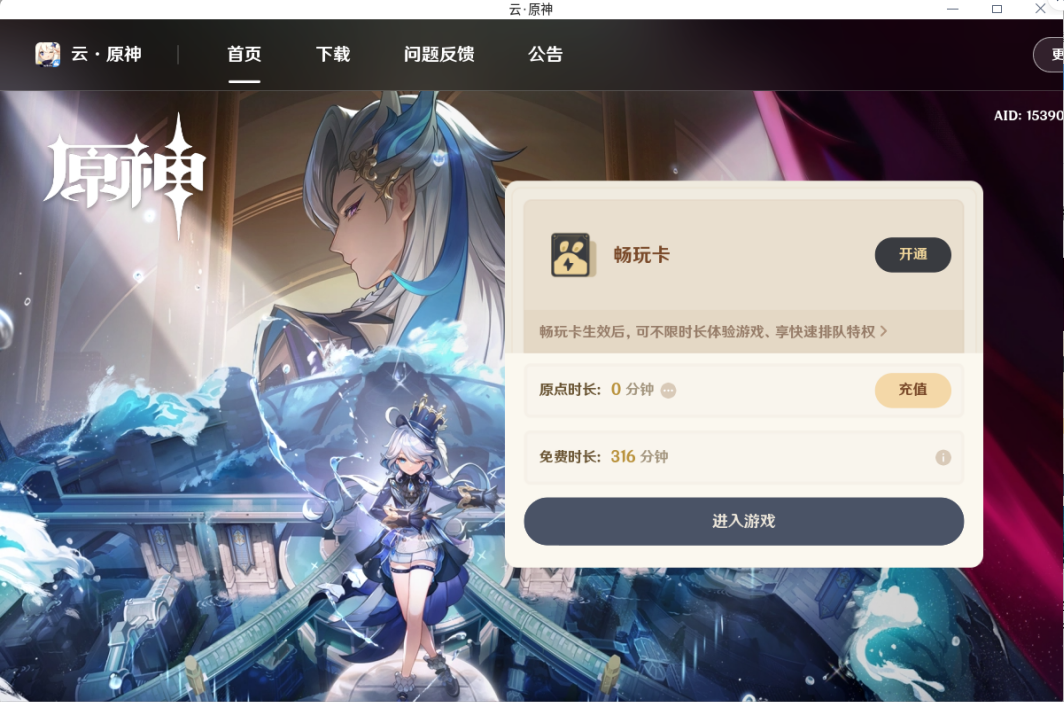 云·原神
云·原神
首页
下载
问题反馈
公告
更
AID: 15390
原神
畅玩卡
开通
畅玩卡生效后，可不限时长体验游戏、享快速排队特权 >
原点时长: 0 分钟
充值
免费时长: 316 分钟
进入游戏